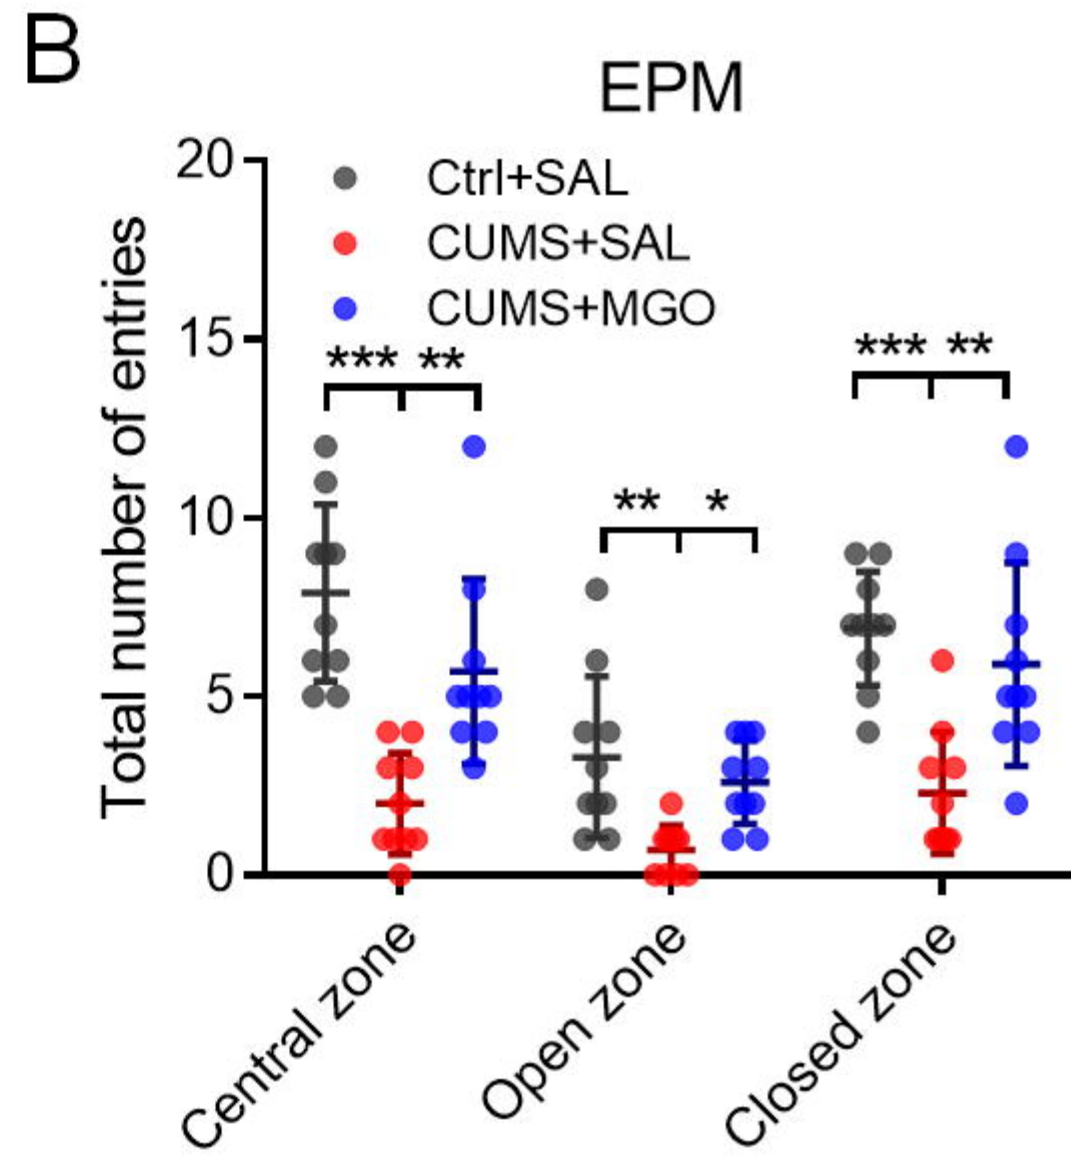 B
EPM
Total number of entries
20
15
10
5
0
Ctrl+SAL
CUMS+SAL
CUMS+MGO
*** **
** *
*** **
Central zone
Open zone
Closed zone